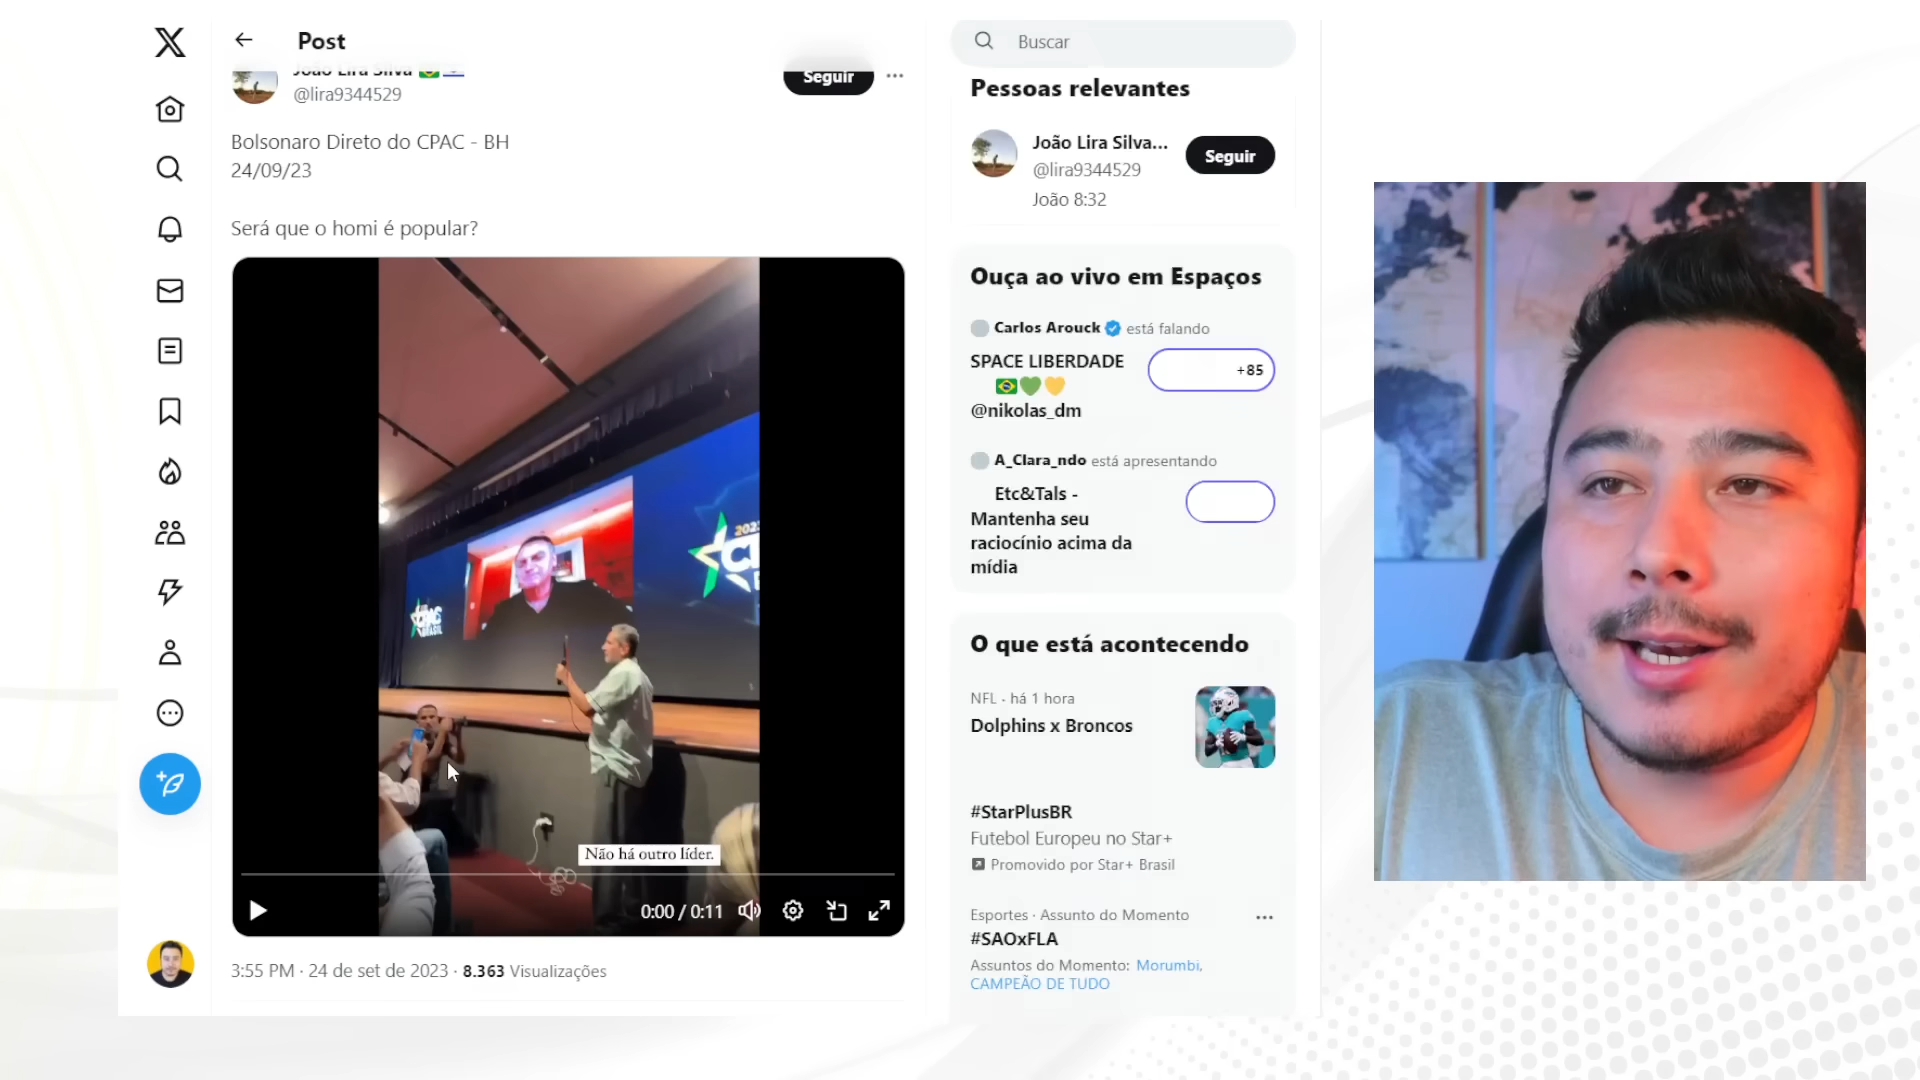 Post
João Lira Silva
@lira9344529
Seguir
Bolsonaro Direto do CPAC - BH
24/09/23
Será que o homi é popular?
CPAC
BRASIL
Não há outro líder.
0:00 / 0:11
3:55 PM · 24 de set de 2023 · 8.363 Visualizações
Buscar
Pessoas relevantes
João Lira Silva...
@lira9344529
Seguir
João 8:32
Ouça ao vivo em Espaços
Carlos Arouck está falando
SPACE LIBERDADE
🇧🇷💚💛
@nikolas_dm
+85
A_Clara_ndo está apresentando
Etc&Tals -
Mantenha seu
raciocínio acima da
mídia
O que está acontecendo
NFL · há 1 hora
Dolphins x Broncos
#StarPlusBR
Futebol Europeu no Star+
Promovido por Star+ Brasil
Esportes · Assunto do Momento
#SAOxFLA
Assuntos do Momento: Morumbi,
CAMPEÃO DE TUDO